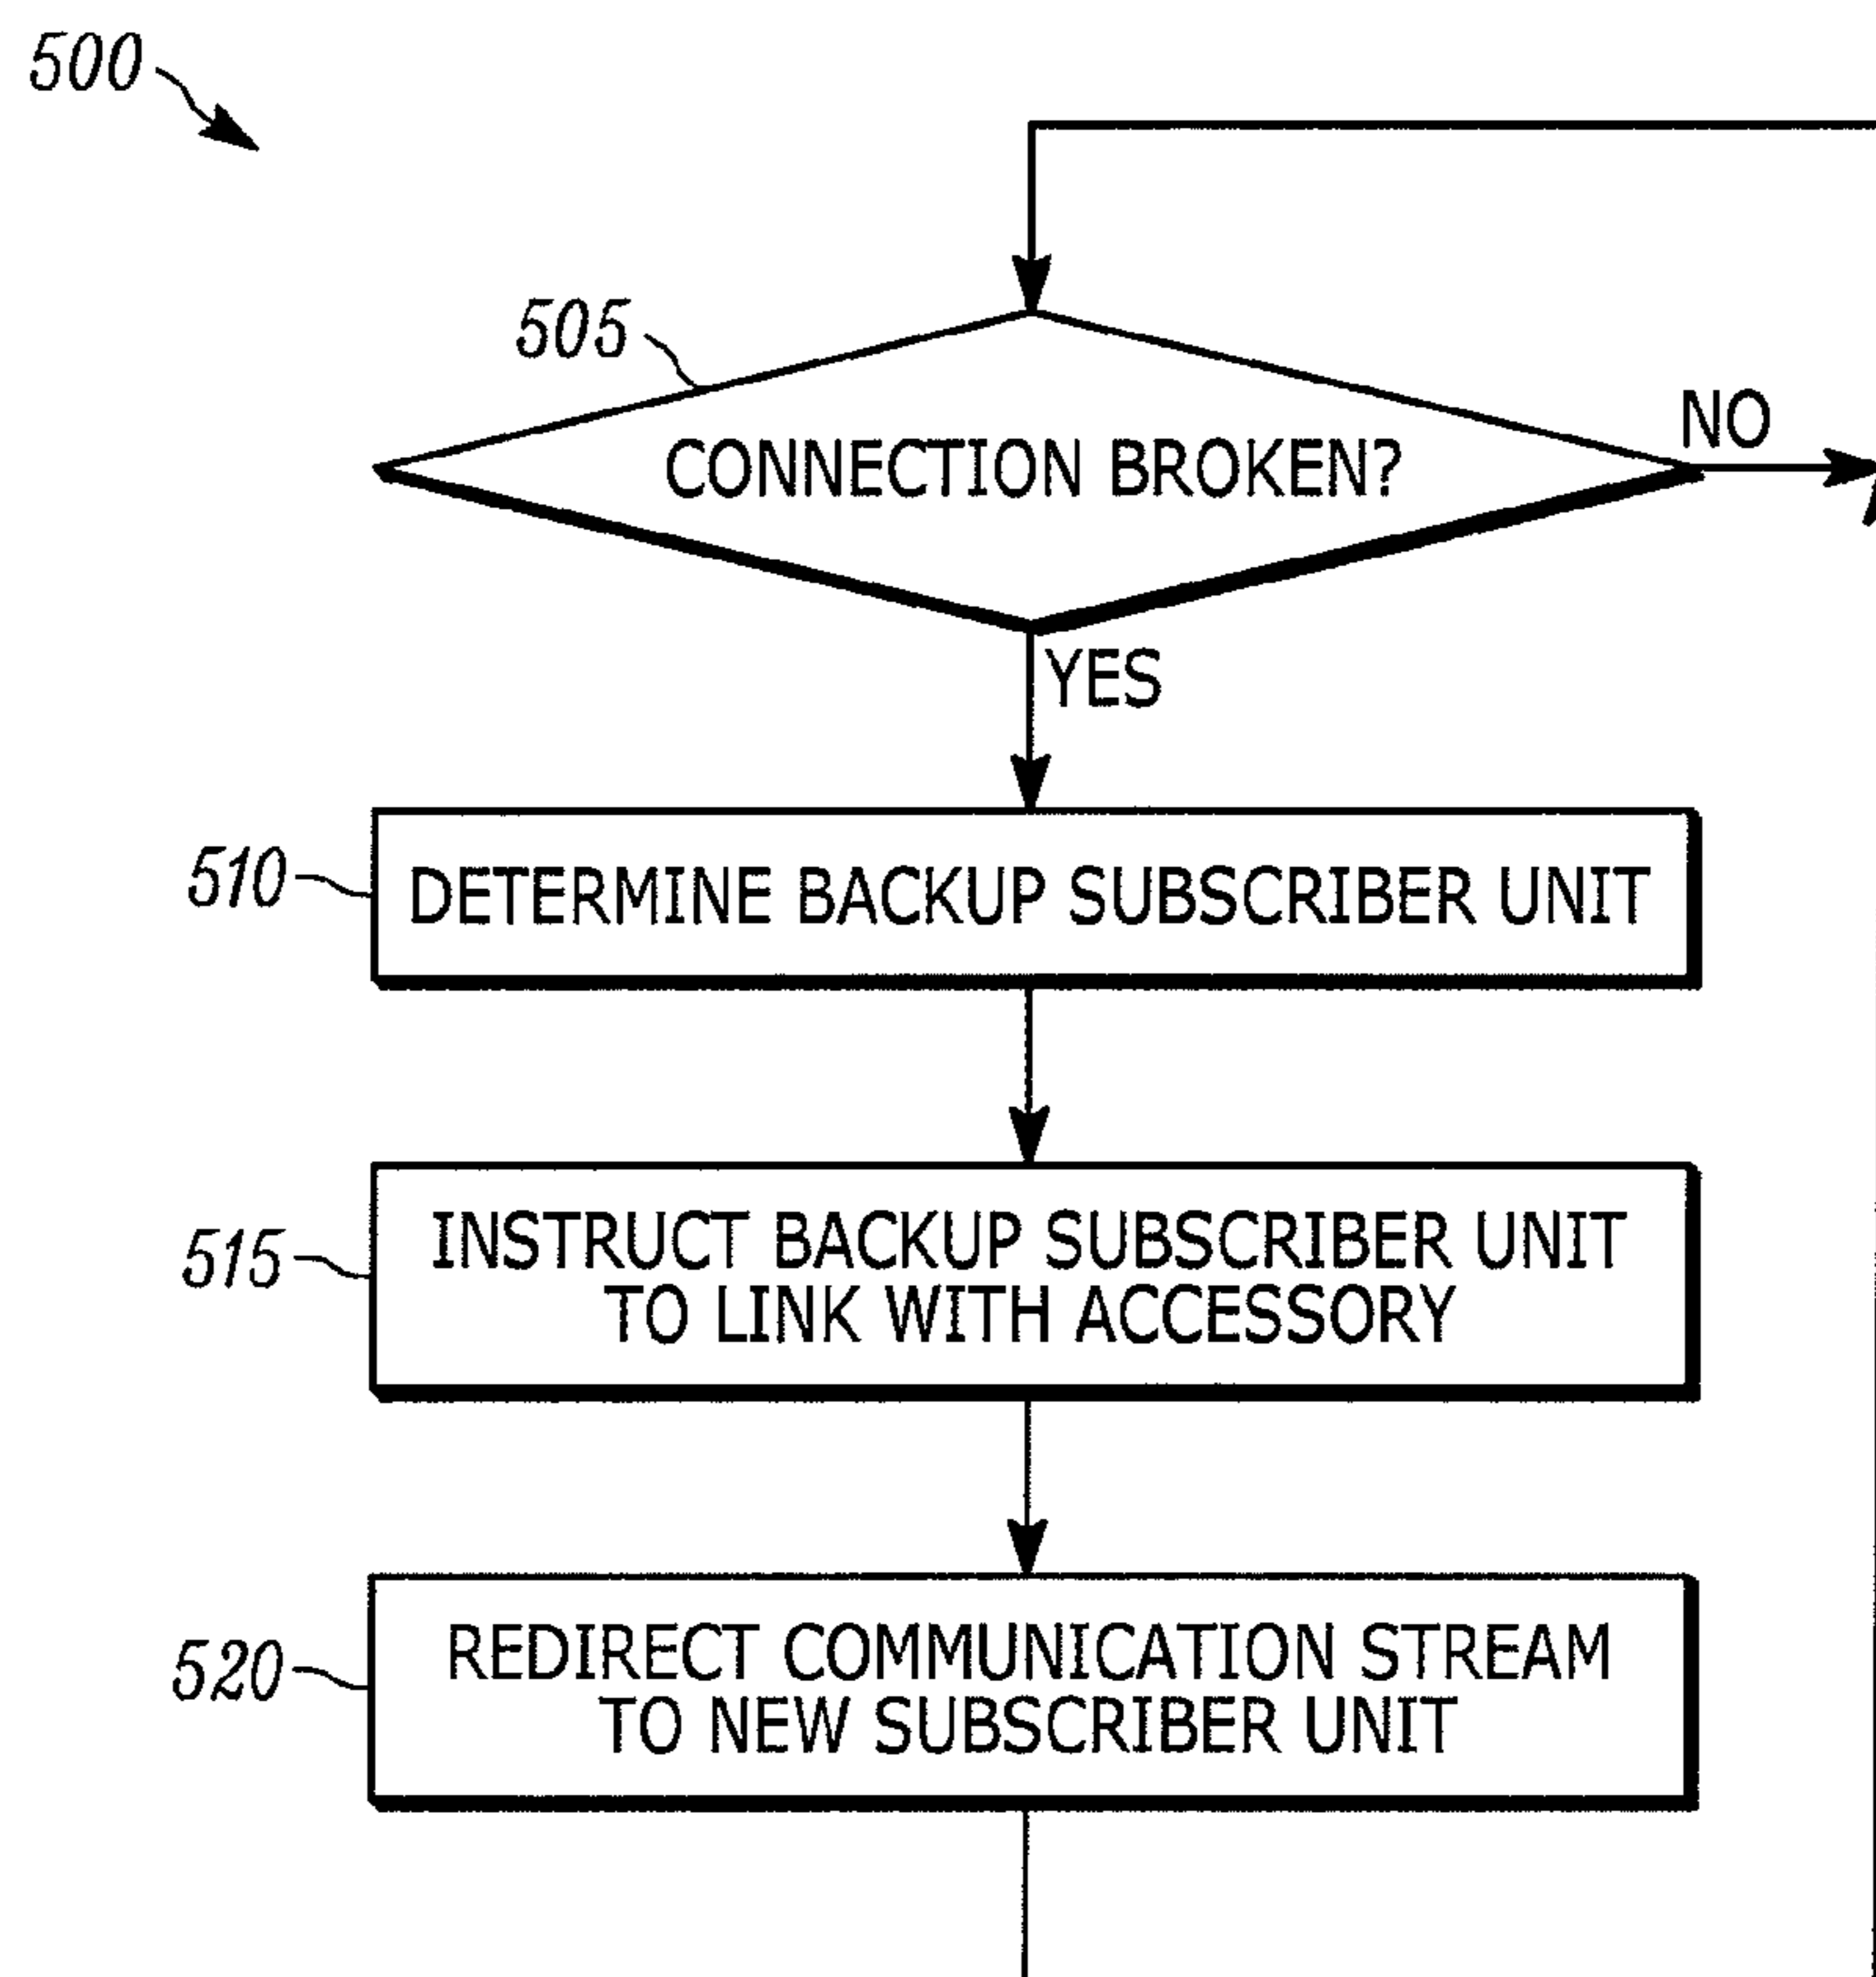 500
505
CONNECTION BROKEN?
NO
YES
510
DETERMINE BACKUP SUBSCRIBER UNIT
515
INSTRUCT BACKUP SUBSCRIBER UNIT
TO LINK WITH ACCESSORY
520
REDIRECT COMMUNICATION STREAM
TO NEW SUBSCRIBER UNIT